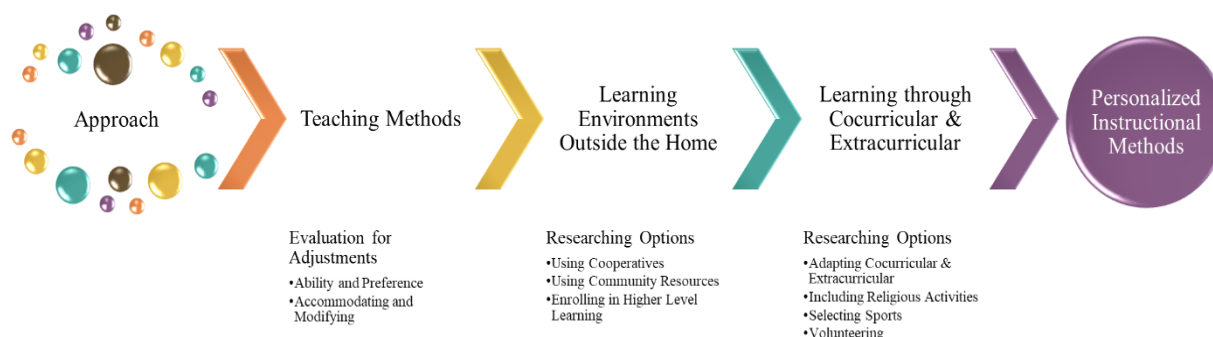 Approach
Teaching Methods
Learning
Environments
Outside the Home
Learning through
Cocurricular &
Extracurricular
Personalized
Instructional
Methods
Evaluation for
Adjustments
•Ability and Preference
•Accommodating and
Modifying
Researching Options
•Using Cooperatives
•Using Community Resources
•Enrolling in Higher Level
Learning
Researching Options
•Adapting Cocurricular &
Extracurricular
•Including Religious Activities
•Selecting Sports
•Volunteering